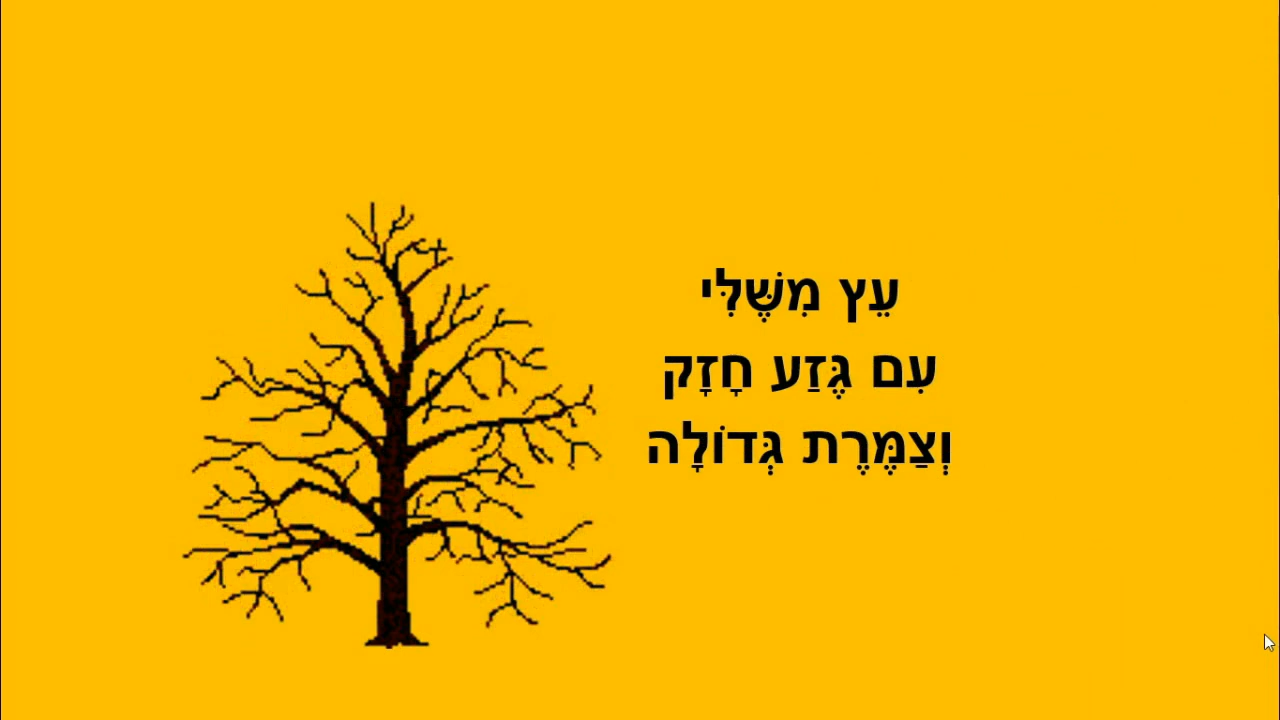 עֵץ מִשֶּׁלִּי
עִם גֶּזַע חָזָק
וְצַמֶּרֶת גְּדוֹלָה